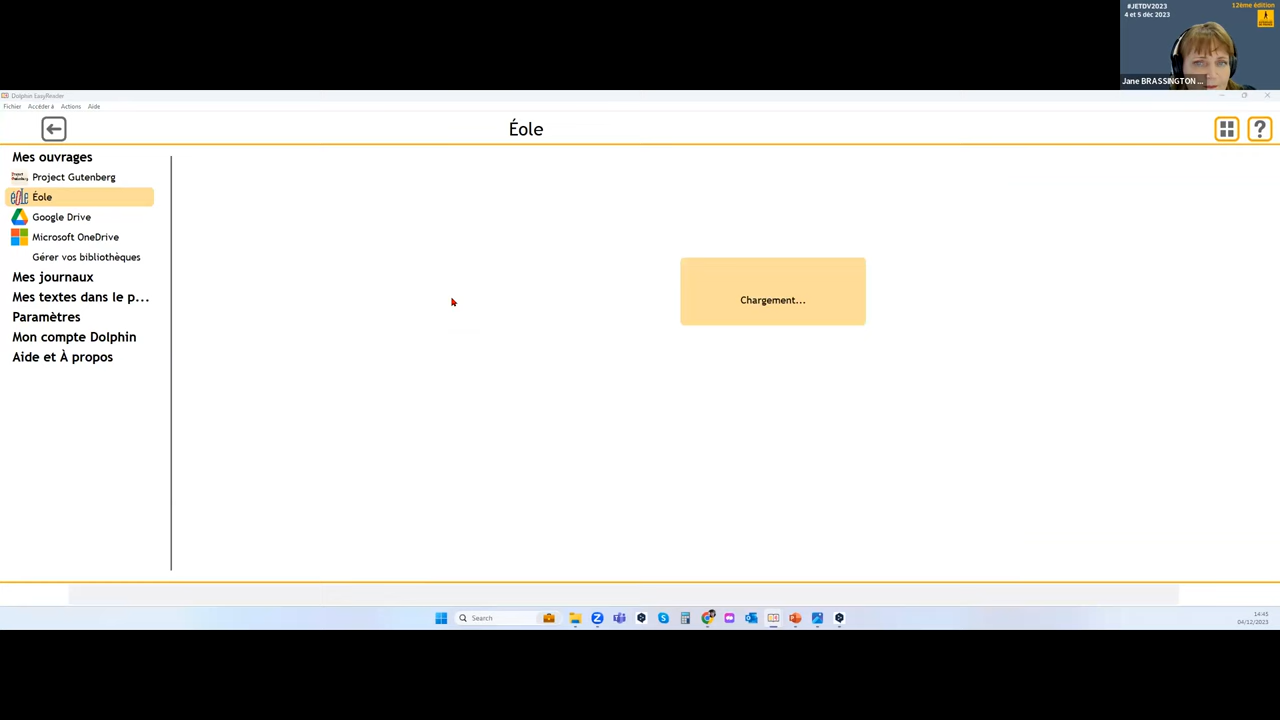 #JETDV2023
4 et 5 déc 2023
12ème édition
Jane BRASSINGTON ...
Dolphin EasyReader
Fichier Accéder à Actions Aide
Éole
?
Mes ouvrages
Project Gutenberg
éole Éole
Google Drive
Microsoft OneDrive
Gérer vos bibliothèques
Mes journaux
Mes textes dans le p...
Paramètres
Mon compte Dolphin
Aide et À propos
Chargement...
Search
14:45
04/12/2023